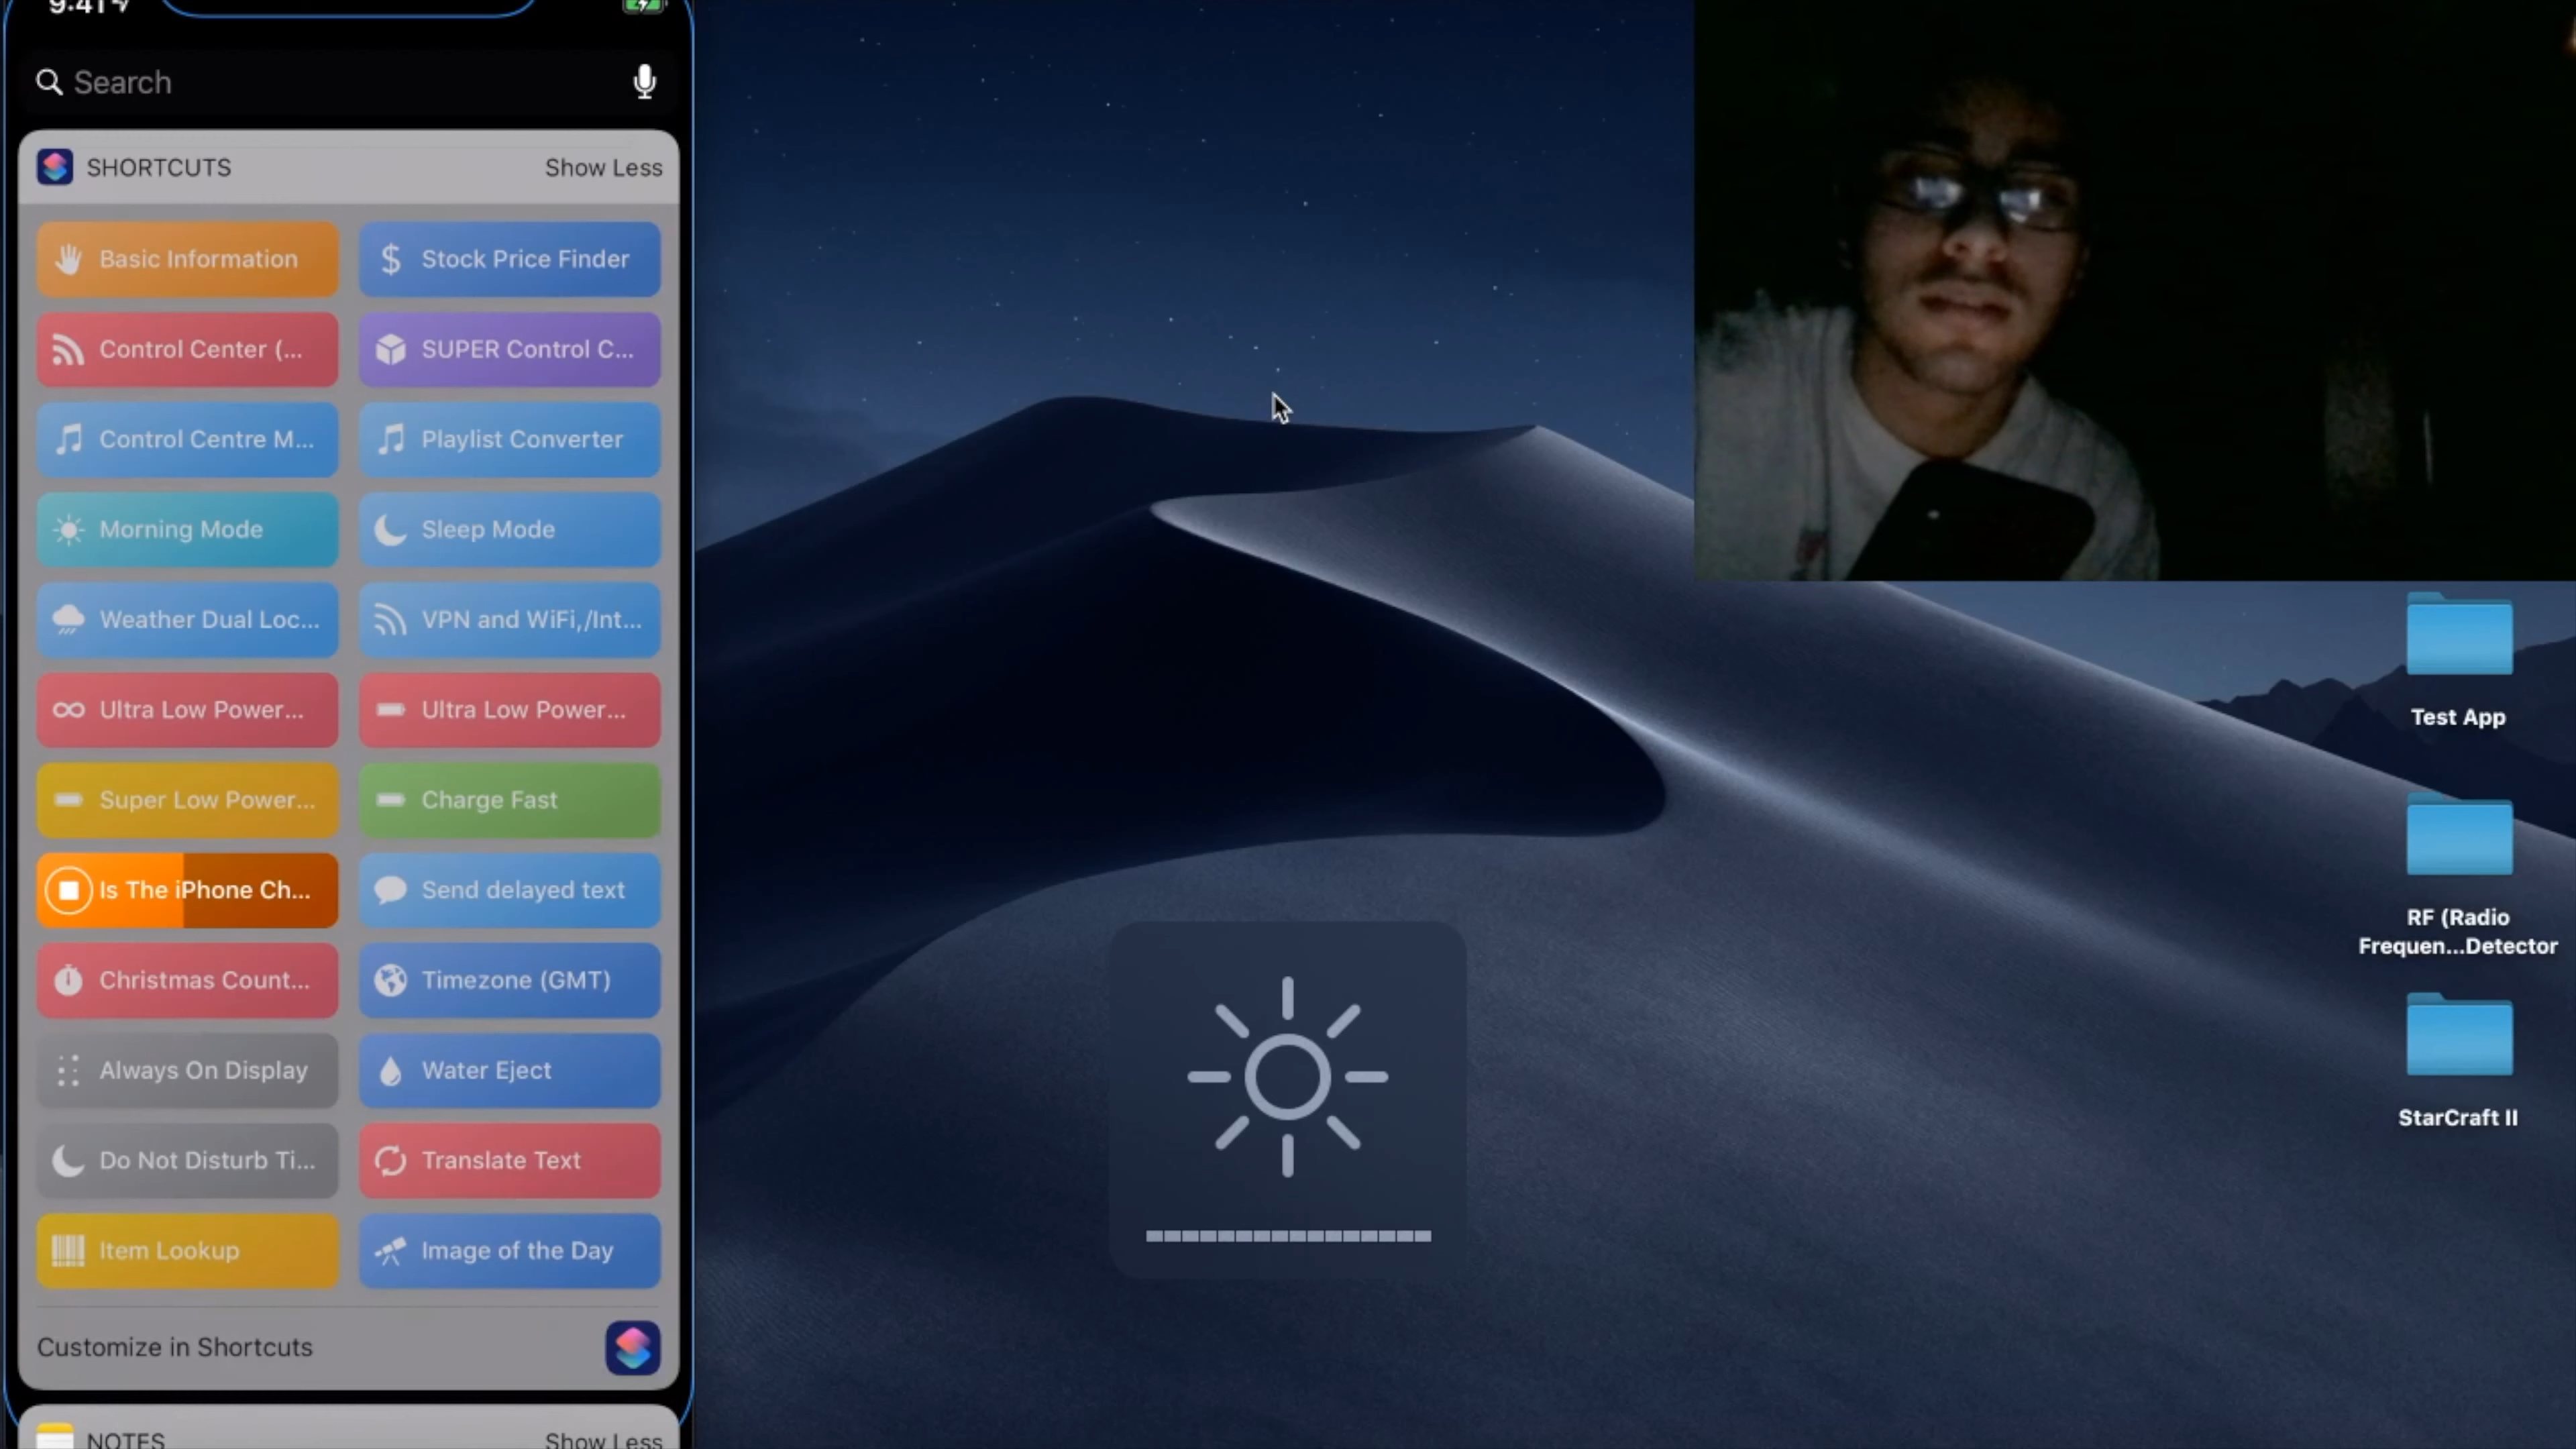 9:41
Search
SHORTCUTS Show Less
Basic Information Stock Price Finder
Control Center (... SUPER Control C...
Control Centre M... Playlist Converter
Morning Mode Sleep Mode
Weather Dual Loc... VPN and WiFi,/Int...
Ultra Low Power... Ultra Low Power...
Super Low Power... Charge Fast
Is The iPhone Ch... Send delayed text
Christmas Count... Timezone (GMT)
Always On Display Water Eject
Do Not Disturb Ti... Translate Text
Item Lookup Image of the Day
Customize in Shortcuts
NOTES Show Less
Test App
RF (Radio
Frequen...Detector
StarCraft II